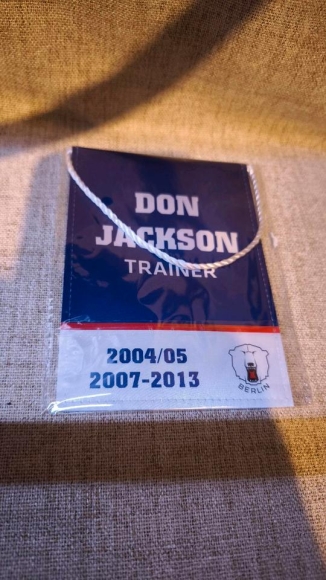 DON
JACKSON
TRAINER
2004/05
2007-2013
BERLIN